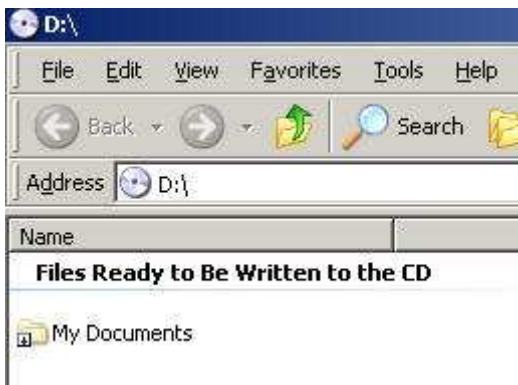 D:\
File Edit View Favorites Tools Help
Back Search
Address D:\
Name
Files Ready to Be Written to the CD
My Documents